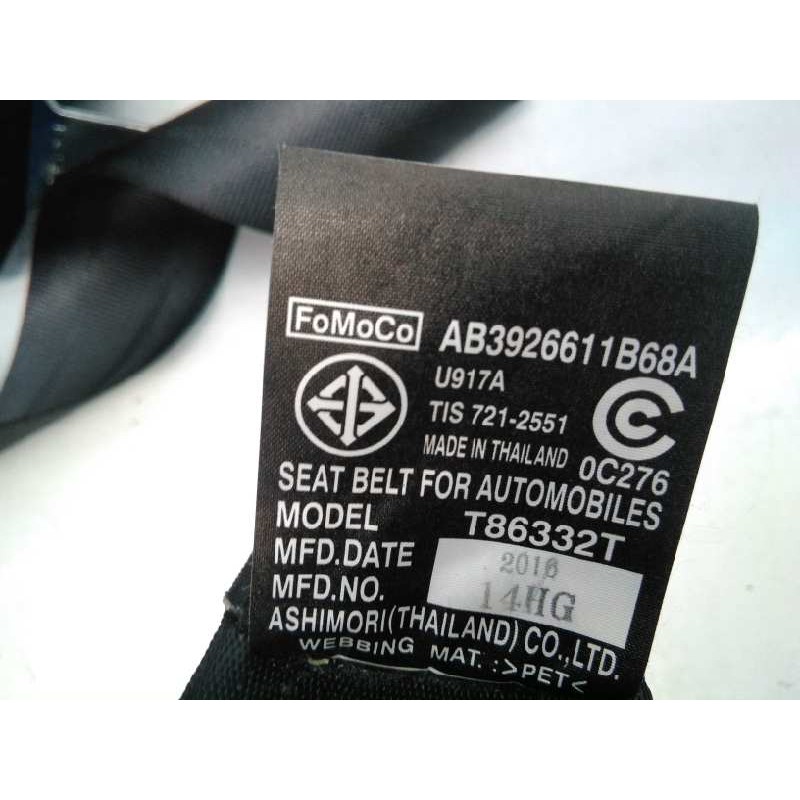 FoMoCo AB3926611B68A
U917A
TIS 721-2551
MADE IN THAILAND 0C276
SEAT BELT FOR AUTOMOBILES
MODEL T86332T
MFD.DATE 2016
MFD.NO. 14HG
ASHIMORI(THAILAND) CO.,LTD.
WEBBING MAT. :>PET<